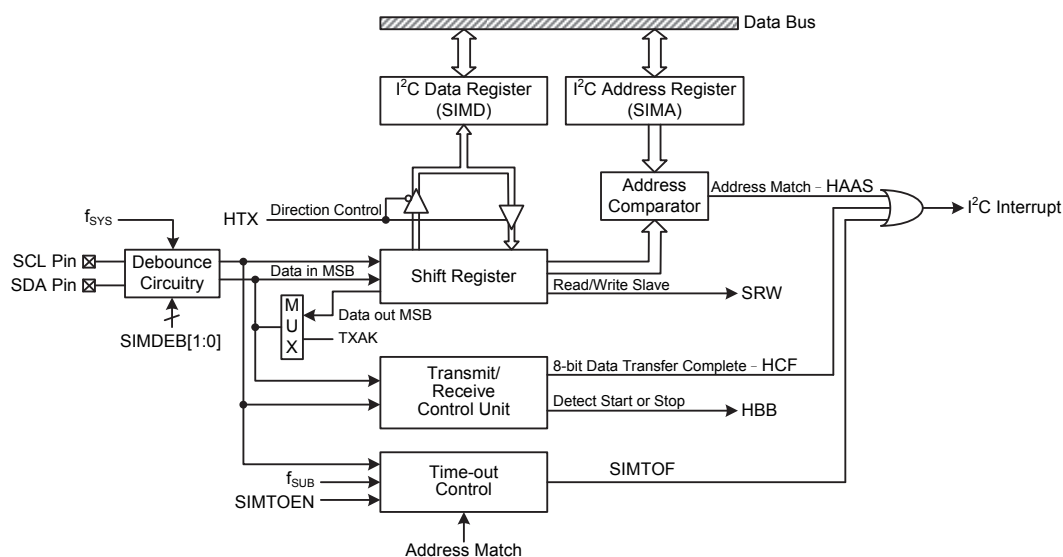 Data Bus
I²C Data Register
(SIMD)
I²C Address Register
(SIMA)
Address
Comparator
Address Match – HAAS
I²C Interrupt
HTX
Direction Control
fSYS
SCL Pin
SDA Pin
Debounce
Circuitry
SIMDEB[1:0]
Data in MSB
Shift Register
Read/Write Slave
SRW
MUX
Data out MSB
TXAK
Transmit/
Receive
Control Unit
8-bit Data Transfer Complete – HCF
Detect Start or Stop
HBB
fSUB
SIMTOEN
Time-out
Control
SIMTOF
Address Match